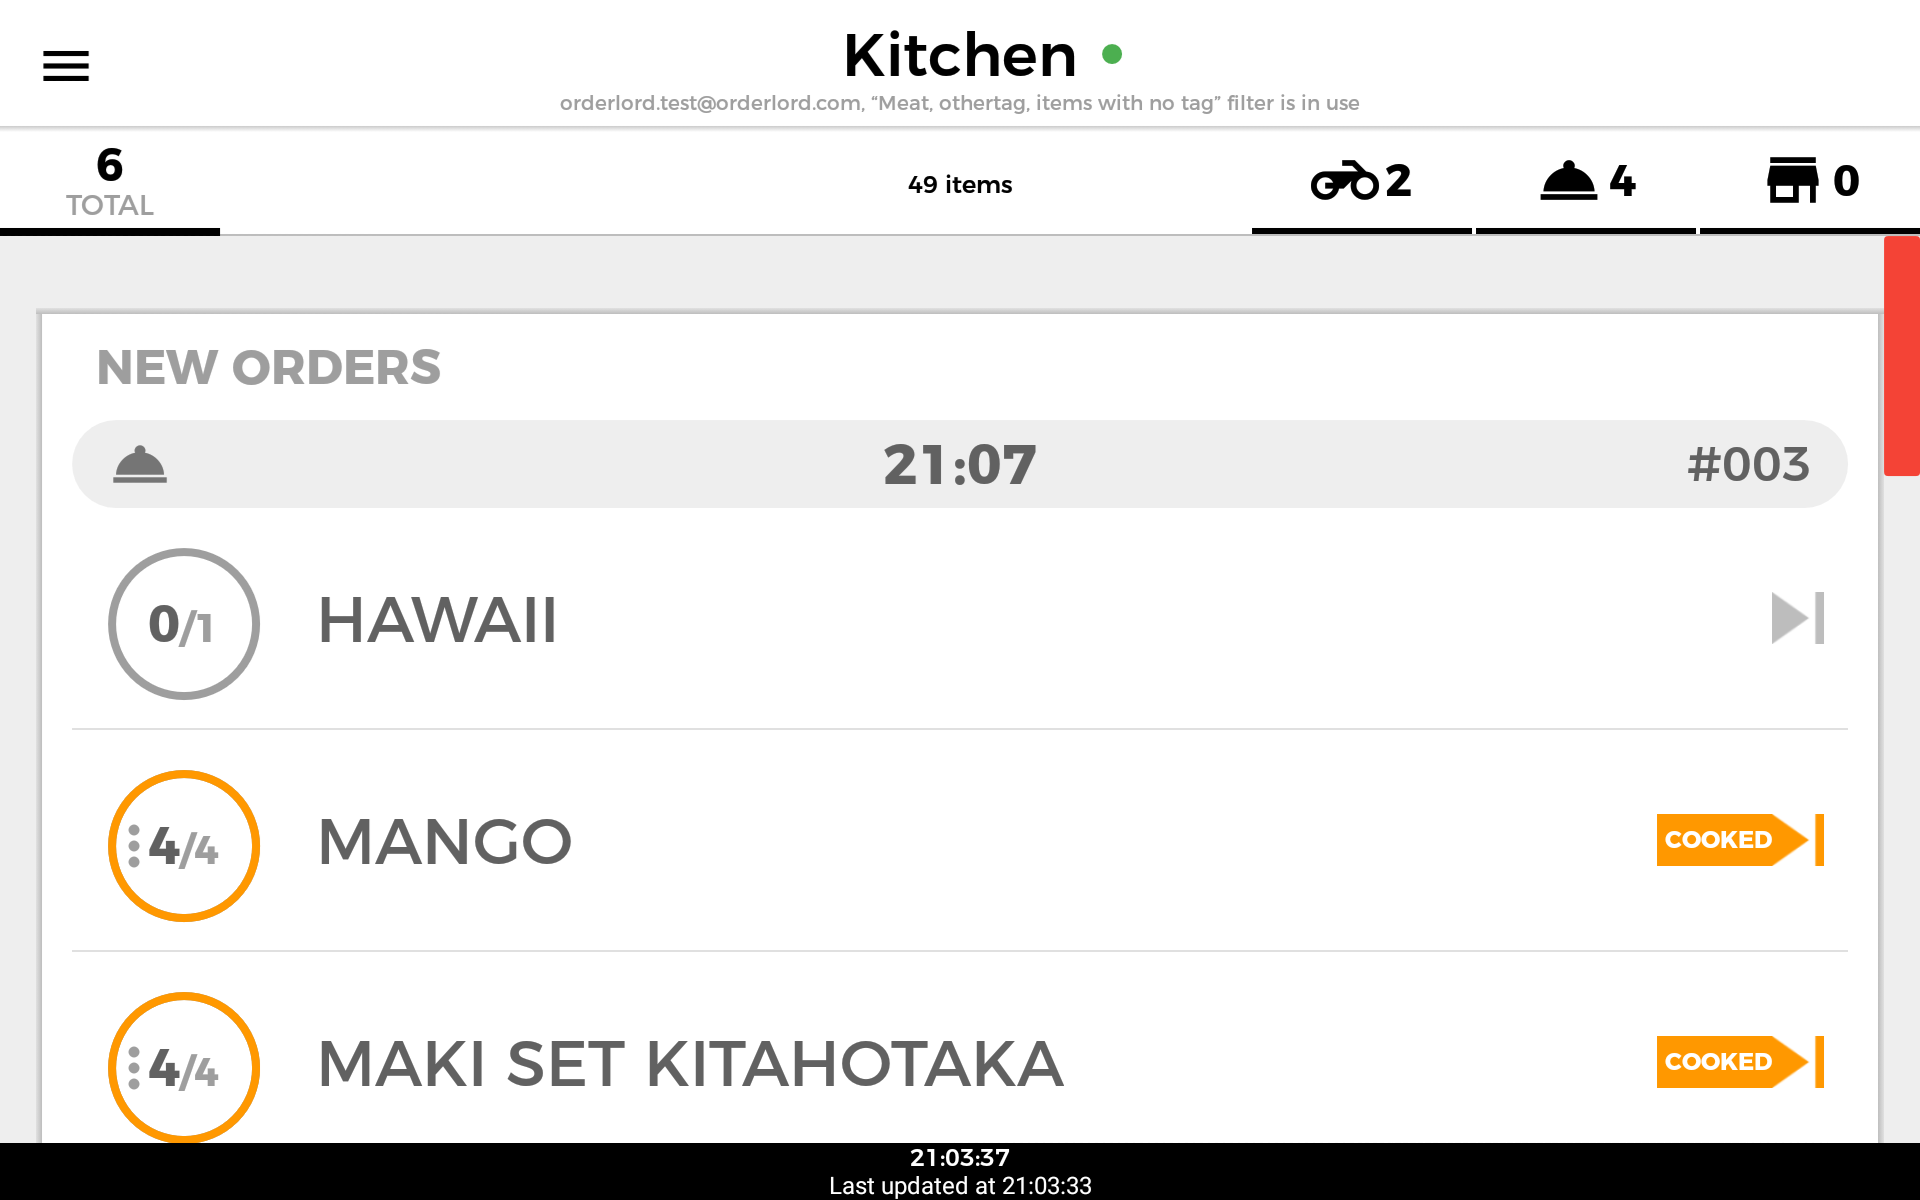 Kitchen
orderlord.test@orderlord.com, “Meat, othertag, items with no tag” filter is in use
6
TOTAL
49 items
2
4
0
NEW ORDERS
21:07
#003
0/1
HAWAII
4/4
MANGO
COOKED
4/4
MAKI SET KITAHOTAKA
COOKED
21:03:37
Last updated at 21:03:33